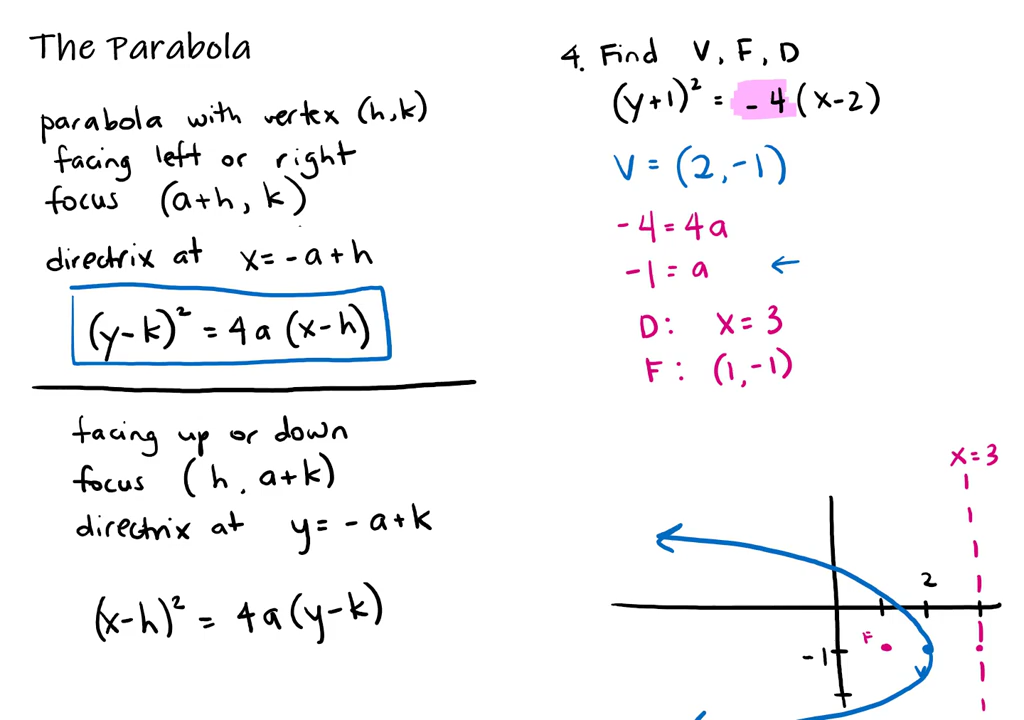 The Parabola
parabola with vertex (h,k)
facing left or right
focus (a+h, k)
directrix at x = -a+h
(y-k)² = 4a (x-h)
facing up or down
focus (h, a+k)
directrix at y = -a+k
(x-h)² = 4a (y-k)
4. Find V, F, D
(y+1)² = -4 (x-2)
V = (2,-1)
-4 = 4a
-1 = a ←
D: x = 3
F: (1,-1)
x = 3
2
F
-1
V